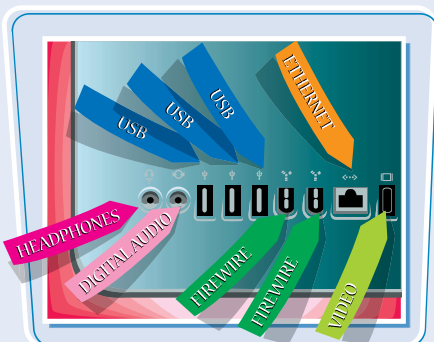 USB
USB
USB
ETHERNET
HEADPHONES
DIGITAL AUDIO
FIREWIRE
FIREWIRE
VIDEO